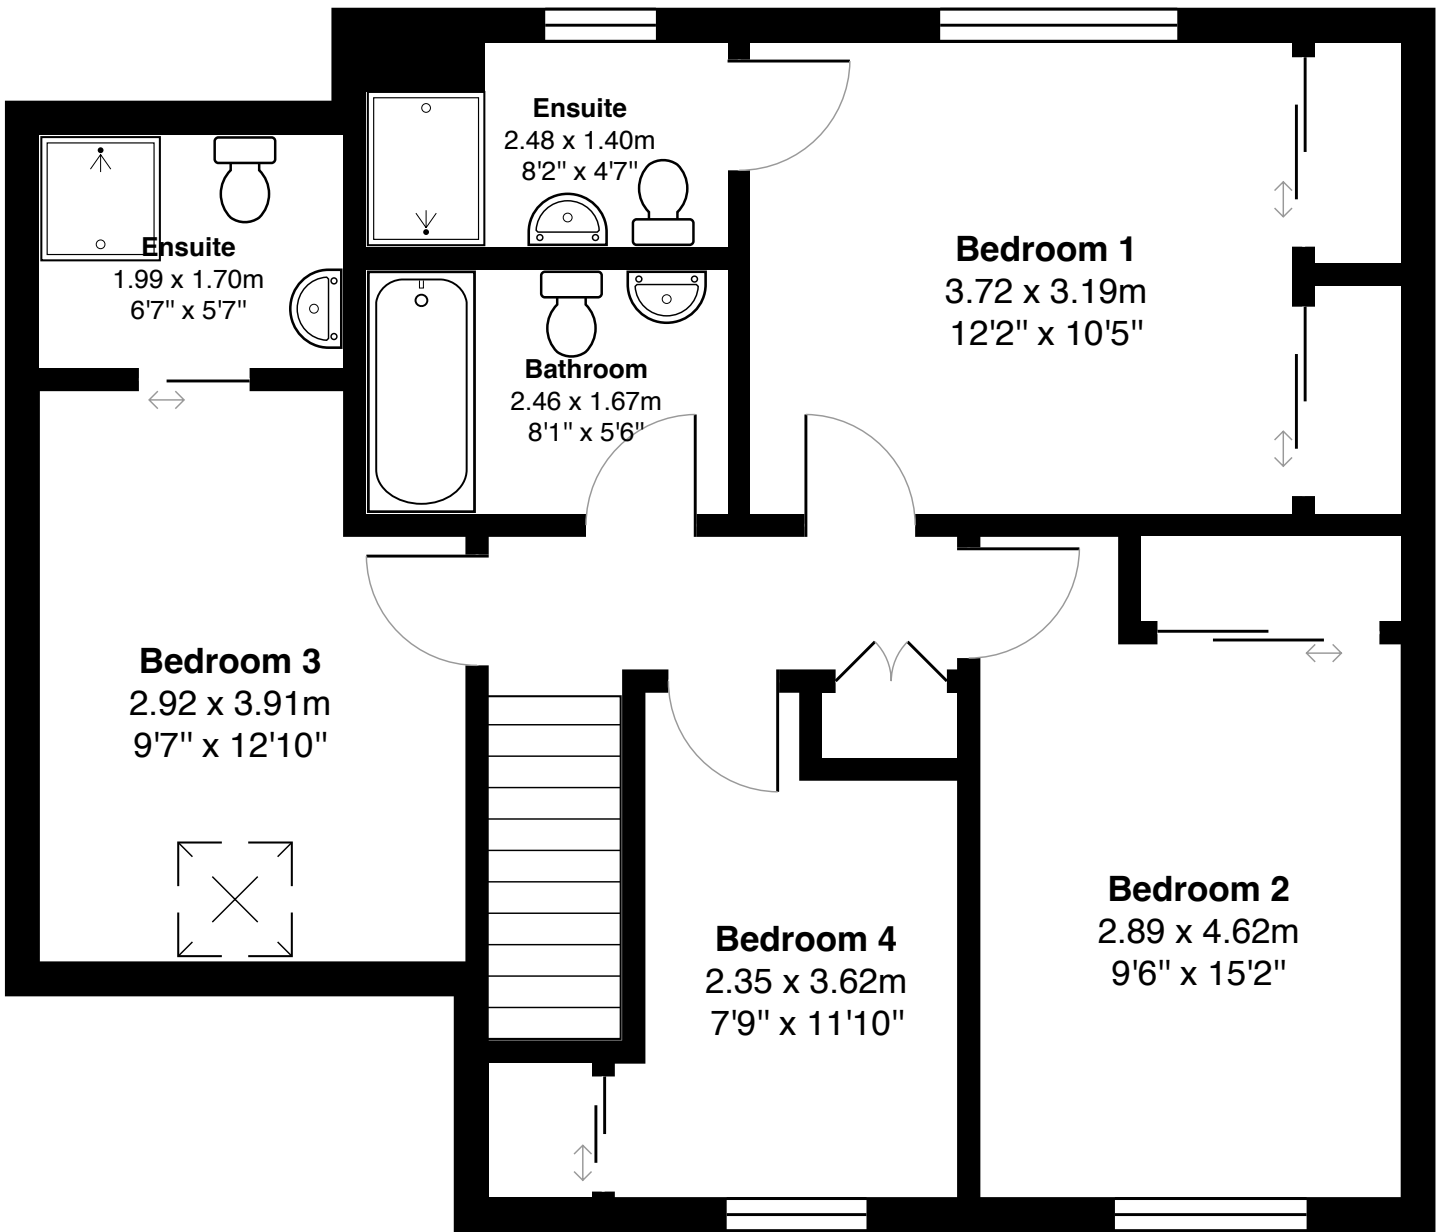 Ensuite
2.48 x 1.40m
8'2" x 4'7"
Ensuite
1.99 x 1.70m
6'7" x 5'7"
Bedroom 1
3.72 x 3.19m
12'2" x 10'5"
Bathroom
2.46 x 1.67m
8'1" x 5'6"
Bedroom 3
2.92 x 3.91m
9'7" x 12'10"
Bedroom 2
2.89 x 4.62m
9'6" x 15'2"
Bedroom 4
2.35 x 3.62m
7'9" x 11'10"